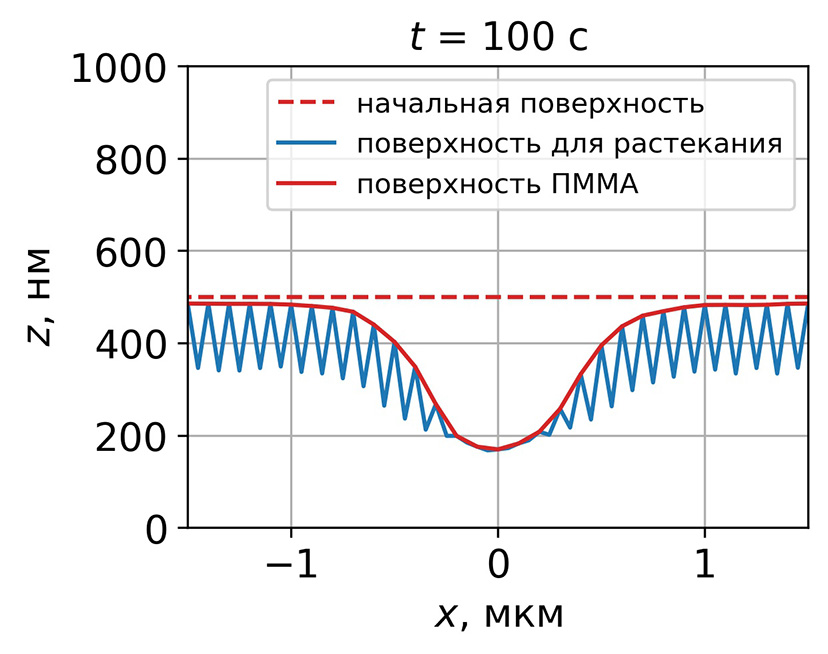 t = 100 с
1000
800
600
400
200
0
начальная поверхность
поверхность для растекания
поверхность ПММА
z, нм
−1 0 1
x, мкм